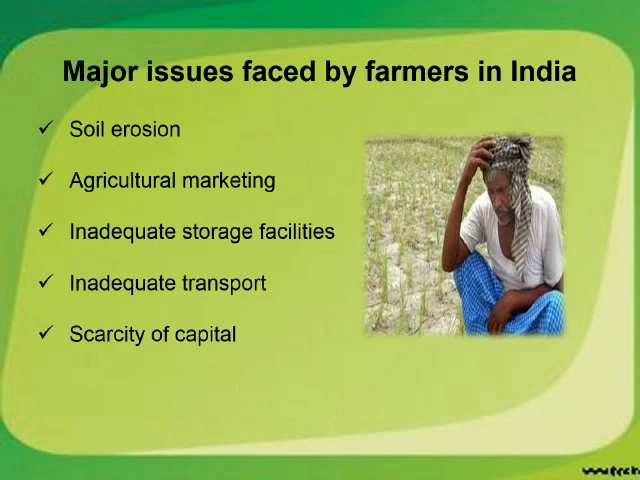 Major issues faced by farmers in India
✓ Soil erosion
✓ Agricultural marketing
✓ Inadequate storage facilities
✓ Inadequate transport
✓ Scarcity of capital